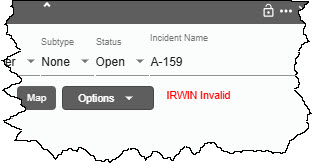 Subtype Status Incident Name
None Open A-159
Map Options IRWIN Invalid